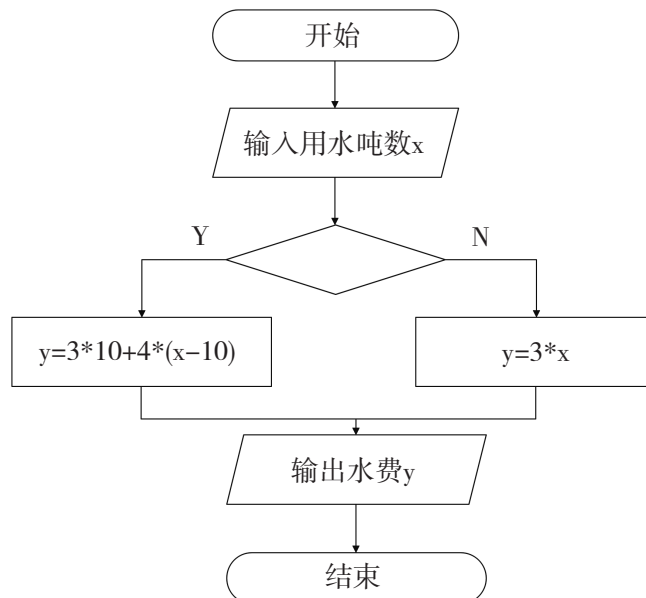 开始
输入用水吨数x
Y
N
y=3*10+4*(x-10)
y=3*x
输出水费y
结束